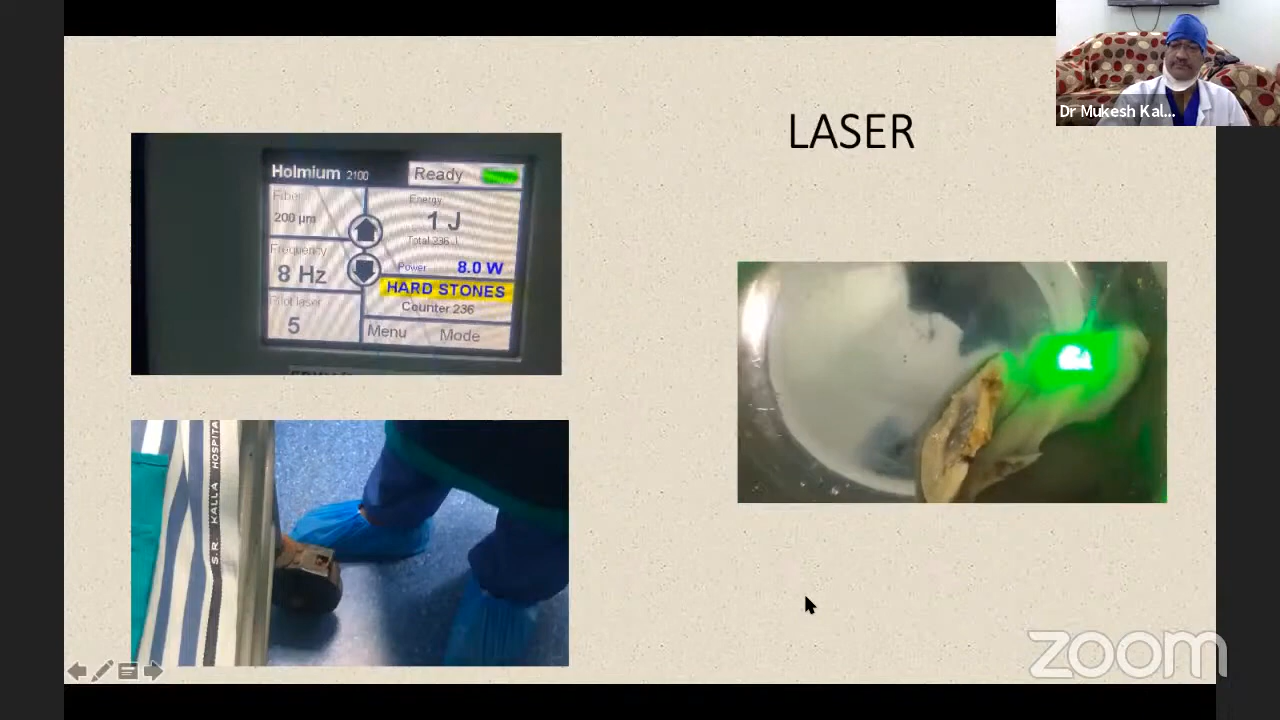 LASER
Dr Mukesh Kal...
Holmium 2100
Ready
Fiber
200 µm
Energy
1 J
Total 236 J
Frequency
8 Hz
Power 8.0 W
HARD STONES
Counter 236
Pilot laser
5
Menu
Mode
S.R. KALLA HOSPITA
zoom